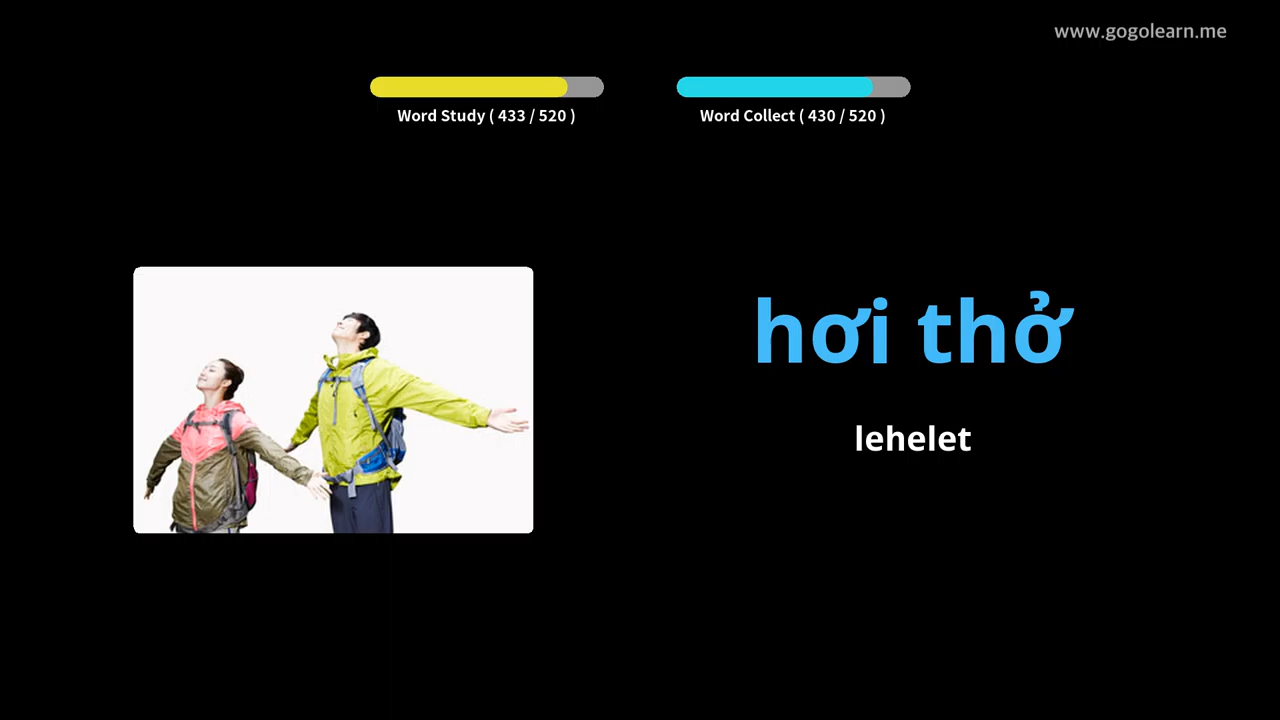 www.gogolearn.me
Word Study ( 433 / 520 )
Word Collect ( 430 / 520 )
hơi thở
lehelet